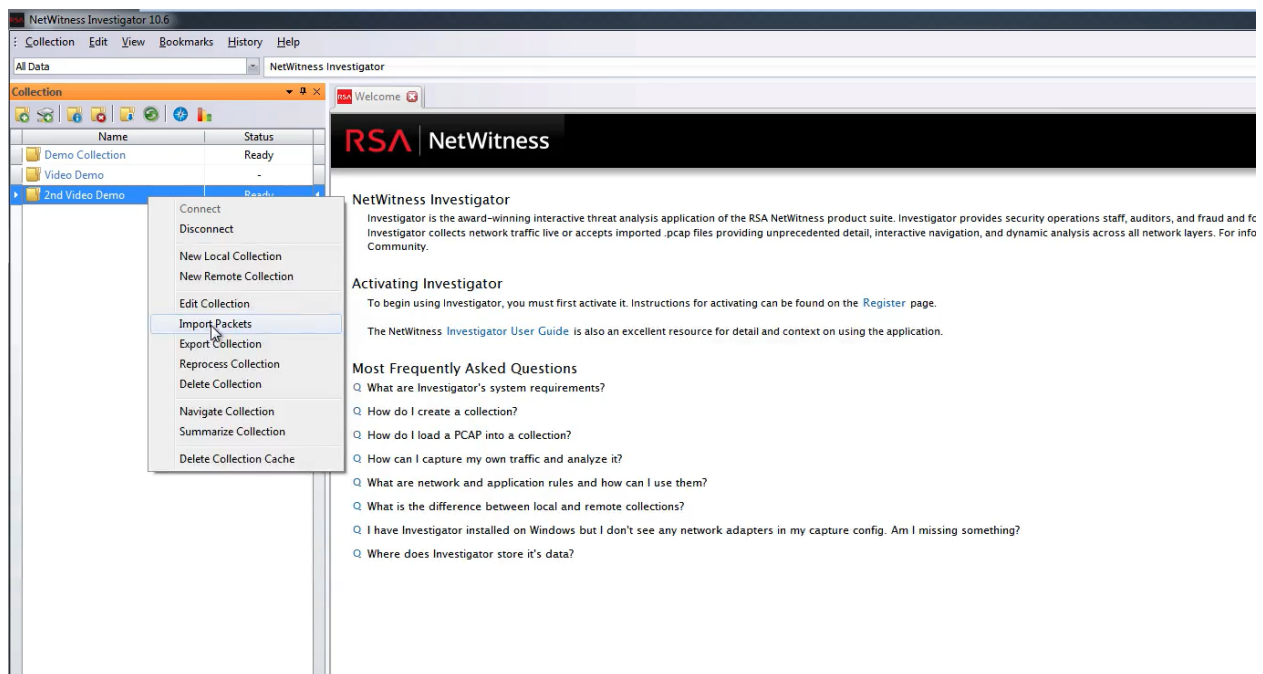 NetWitness Investigator 10.6
Collection Edit View Bookmarks History Help
All Data NetWitness Investigator
Collection
RSA Welcome
Name Status
RSA NetWitness
Demo Collection Ready
Video Demo -
2nd Video Demo Ready
Connect
Disconnect
New Local Collection
New Remote Collection
Edit Collection
Import Packets
Export Collection
Reprocess Collection
Delete Collection
Navigate Collection
Summarize Collection
Delete Collection Cache
NetWitness Investigator
Investigator is the award-winning interactive threat analysis application of the RSA NetWitness product suite. Investigator provides security operations staff, auditors, and fraud and fo
Investigator collects network traffic live or accepts imported .pcap files providing unprecedented detail, interactive navigation, and dynamic analysis across all network layers. For info
Community.
Activating Investigator
To begin using Investigator, you must first activate it. Instructions for activating can be found on the Register page.
The NetWitness Investigator User Guide is also an excellent resource for detail and context on using the application.
Most Frequently Asked Questions
Q What are Investigator's system requirements?
Q How do I create a collection?
Q How do I load a PCAP into a collection?
Q How can I capture my own traffic and analyze it?
Q What are network and application rules and how can I use them?
Q What is the difference between local and remote collections?
Q I have Investigator installed on Windows but I don't see any network adapters in my capture config. Am I missing something?
Q Where does Investigator store it's data?